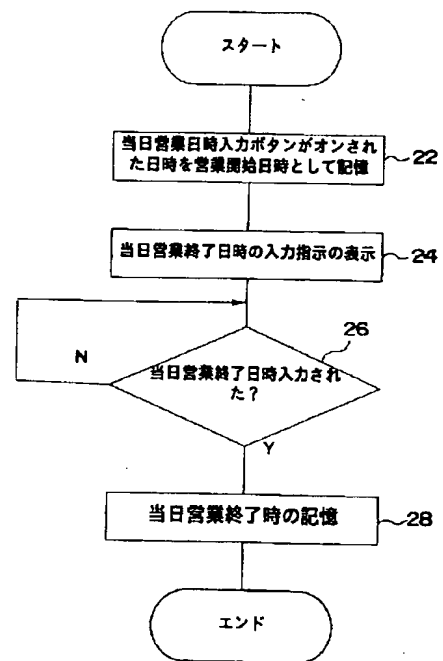 スタート
当日営業日時入力ボタンがオンされ
た日時を営業開始日時として記憶
22
当日営業終了日時の入力指示の表示
24
26
N
当日営業終了日時入力され
た?
Y
当日営業終了時の記憶
28
エンド